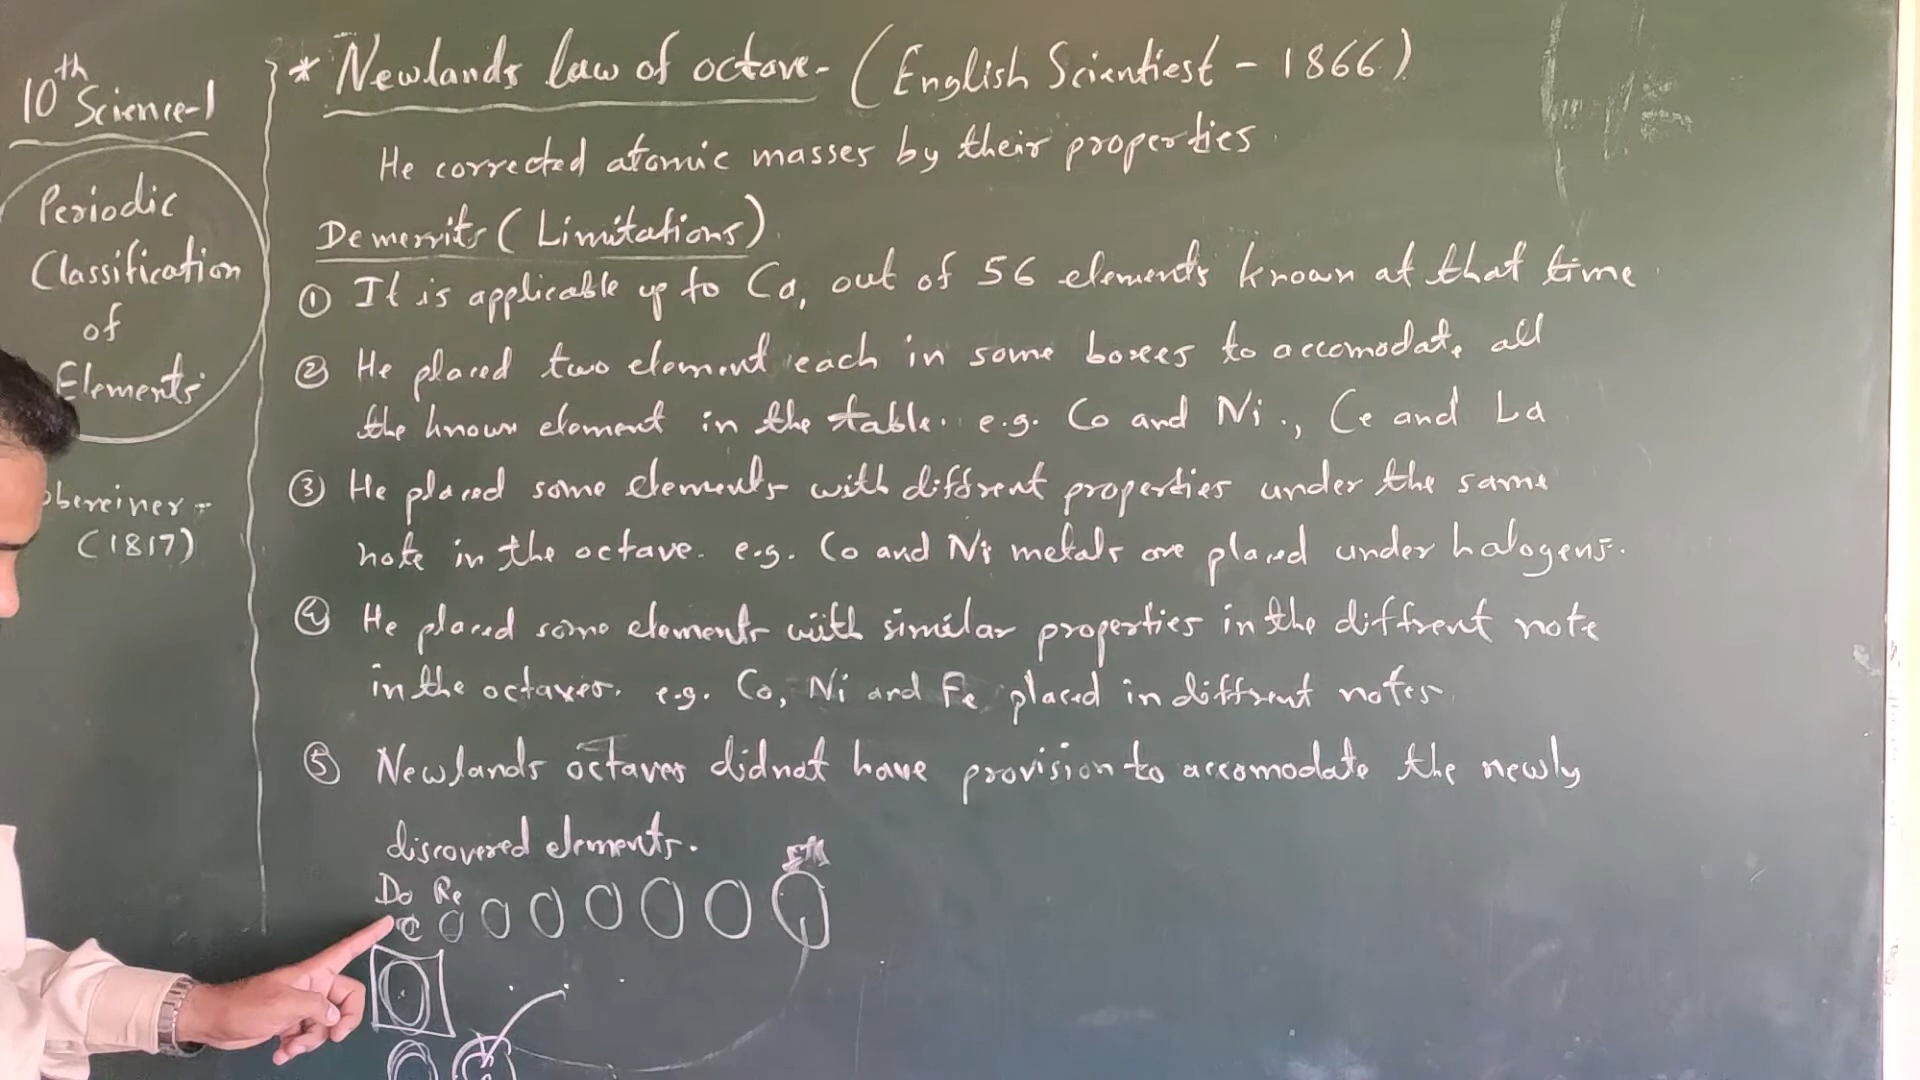 10th
Science-1
Periodic
Classification
of
Elements
bereiner -
(1817)
* Newlands law of octave - (English Scientiest - 1866)
He corrected atomic masses by their properties
Demerrits (Limitations)
① It is applicable up to Ca, out of 56 elements known at that time
② He placed two element each in some boxes to accomodate all
the known element in the table. e.g. Co and Ni., Ce and La
③ He placed some elements with diffrent properties under the same
note in the octave. e.g. Co and Ni metals are placed under halogens.
④ He placed some elements with similar properties in the diffrent note
in the octaves. e.g. Co, Ni and Fe placed in diffrent notes.
⑤ Newlands octaves didnot have provision to accomodate the newly
discovered elements.
Do Re